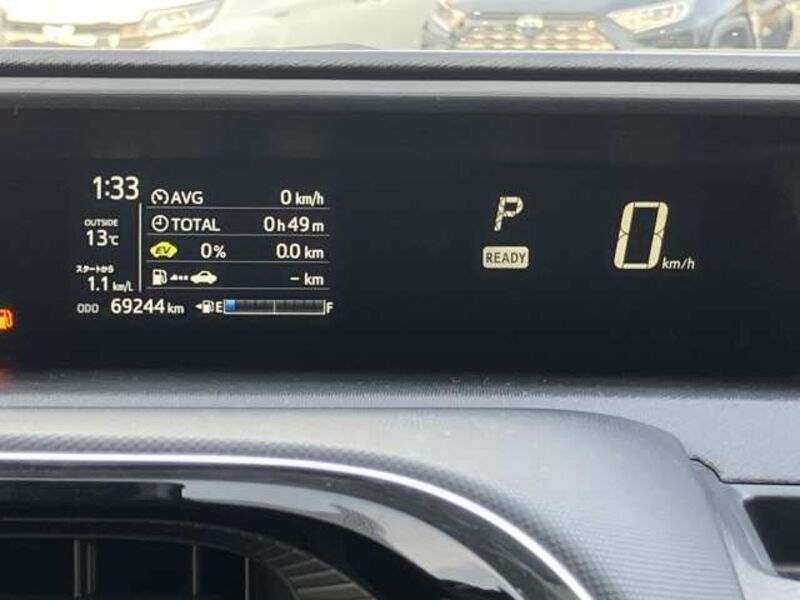 1:33
OUTSIDE
13℃
スタートから
1.1 km/L
AVG 0 km/h
TOTAL 0h49m
EV 0% 0.0 km
- km
ODO 69244 km E F
P
READY
0 km/h